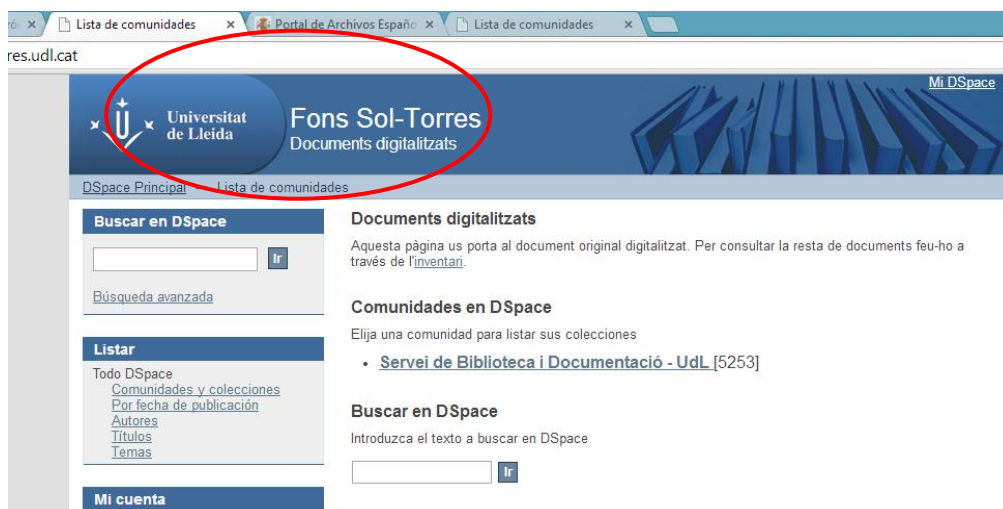 Lista de comunidades
Portal de Archivos Españo
Lista de comunidades
res.udl.cat
Mi DSpace
Universitat
de Lleida
Fons Sol-Torres
Documents digitalitzats
DSpace Principal Lista de comunidades
Buscar en DSpace
Ir
Búsqueda avanzada
Listar
Todo DSpace
Comunidades y colecciones
Por fecha de publicación
Autores
Títulos
Temas
Mi cuenta
Documents digitalitzats
Aquesta pàgina us porta al document original digitalitzat. Per consultar la resta de documents feu-ho a
través de l'inventari.
Comunidades en DSpace
Elija una comunidad para listar sus colecciones
• Servei de Biblioteca i Documentació - UdL [5253]
Buscar en DSpace
Introduzca el texto a buscar en DSpace
Ir